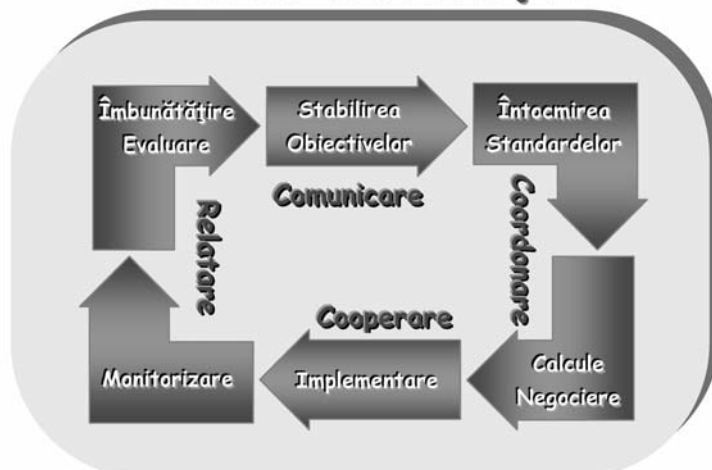 Îmbunătăţire
Evaluare
Stabilirea
Obiectivelor
Întocmirea
Standardelor
Comunicare
Relatare
Coordonare
Cooperare
Monitorizare
Implementare
Calcule
Negociere